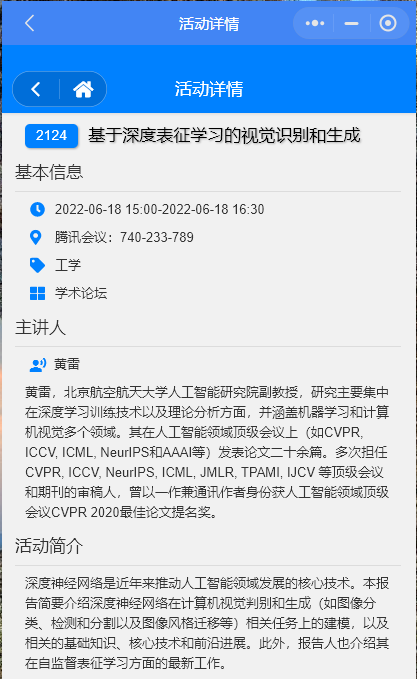 活动详情
活动详情
2124 基于深度表征学习的视觉识别和生成
基本信息
2022-06-18 15:00-2022-06-18 16:30
腾讯会议：740-233-789
工学
学术论坛
主讲人
黄雷
黄雷，北京航空航天大学人工智能研究院副教授，研究主要集中
在深度学习训练技术以及理论分析方面，并涵盖机器学习和计算
机视觉多个领域。其在人工智能领域顶级会议上（如CVPR,
ICCV, ICML, NeurIPS和AAAI等）发表论文二十余篇。多次担任
CVPR, ICCV, NeurIPS, ICML, JMLR, TPAMI, IJCV 等顶级会议
和期刊的审稿人，曾以一作兼通讯作者身份获人工智能领域顶级
会议CVPR 2020最佳论文提名奖。
活动简介
深度神经网络是近年来推动人工智能领域发展的核心技术。本报
告简要介绍深度神经网络在计算机视觉判别和生成（如图像分
类、检测和分割以及图像风格迁移等）相关任务上的建模，以及
相关的基础知识、核心技术和前沿进展。此外，报告人也介绍其
在自监督表征学习方面的最新工作。